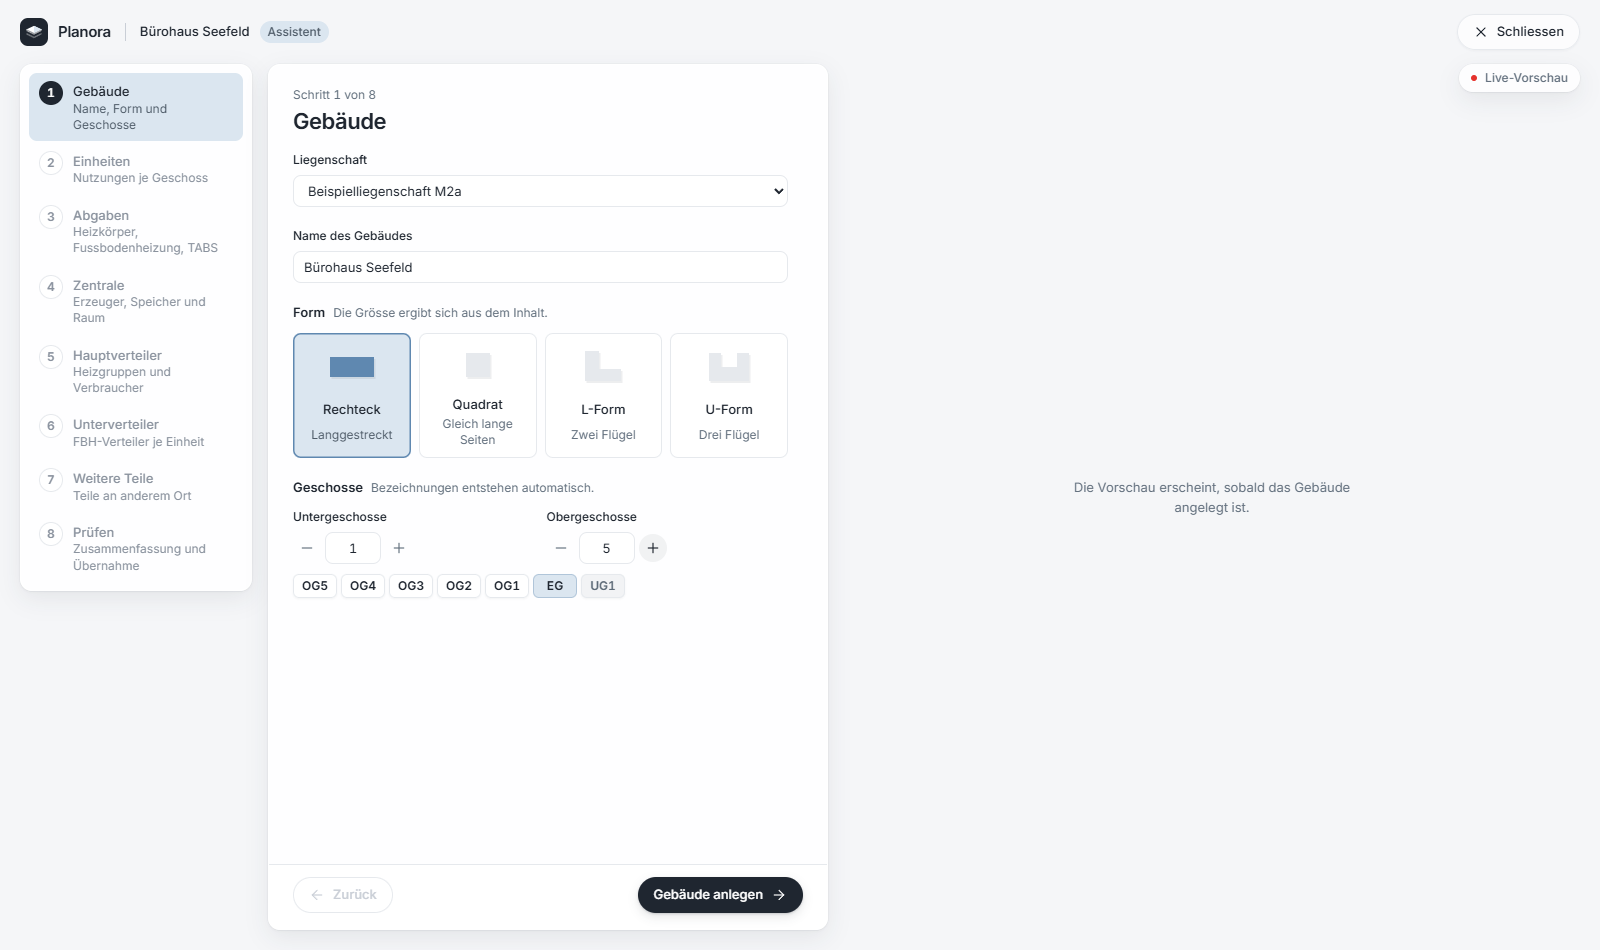 Planora
Bürohaus Seefeld
Assistent
Schliessen
1
Gebäude
Name, Form und
Geschosse
2
Einheiten
Nutzungen je Geschoss
3
Abgaben
Heizkörper,
Fussbodenheizung, TABS
4
Zentrale
Erzeuger, Speicher und
Raum
5
Hauptverteiler
Heizgruppen und
Verbraucher
6
Unterverteiler
FBH-Verteiler je Einheit
7
Weitere Teile
Teile an anderem Ort
8
Prüfen
Zusammenfassung und
Übernahme
Schritt 1 von 8
Gebäude
Liegenschaft
Beispielliegenschaft M2a
Name des Gebäudes
Bürohaus Seefeld
Form Die Grösse ergibt sich aus dem Inhalt.
Rechteck
Langgestreckt
Quadrat
Gleich lange
Seiten
L-Form
Zwei Flügel
U-Form
Drei Flügel
Geschosse Bezeichnungen entstehen automatisch.
Untergeschosse
− 1 +
Obergeschosse
− 5 +
OG5 OG4 OG3 OG2 OG1 EG UG1
Zurück
Gebäude anlegen
Live-Vorschau
Die Vorschau erscheint, sobald das Gebäude
angelegt ist.